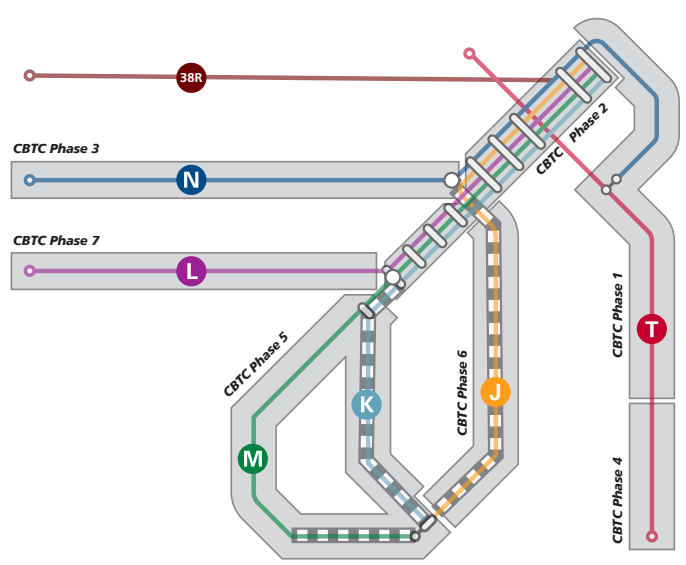 38R
CBTC Phase 2
CBTC Phase 3
N
CBTC Phase 7
L
CBTC Phase 1
T
CBTC Phase 5
CBTC Phase 6
K
J
M
CBTC Phase 4